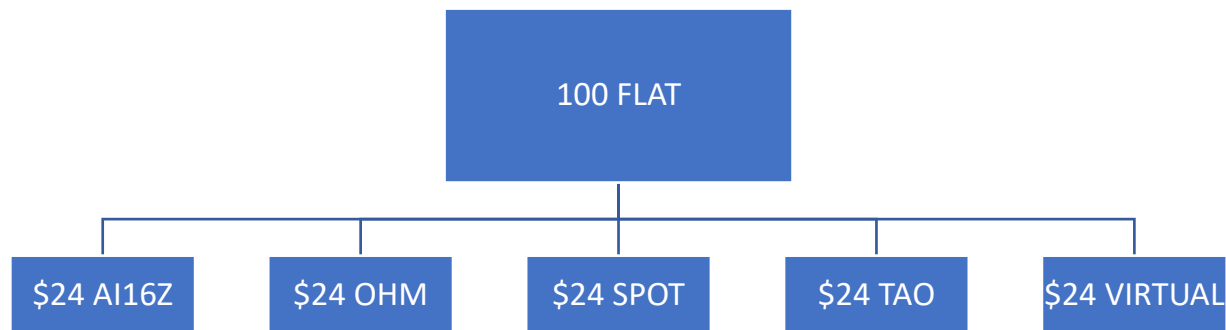 100 FLAT
$24 AI16Z
$24 OHM
$24 SPOT
$24 TAO
$24 VIRTUAL